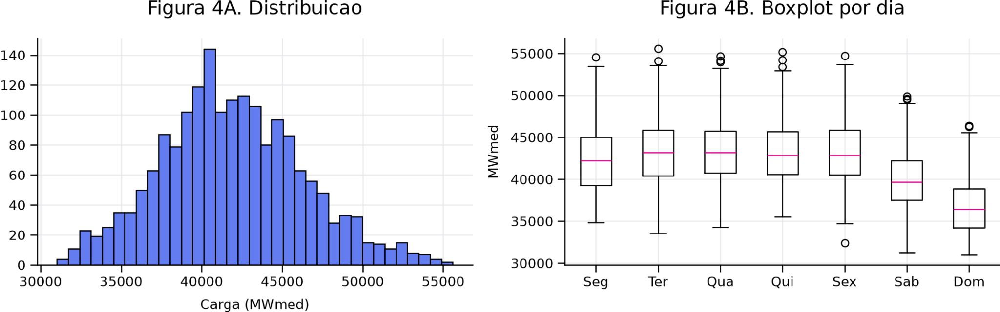 Figura 4A. Distribuicao
140
120
100
80
60
40
20
0
30000 35000 40000 45000 50000 55000
Carga (MWmed)
Figura 4B. Boxplot por dia
MWmed
55000
50000
45000
40000
35000
30000
Seg Ter Qua Qui Sex Sab Dom